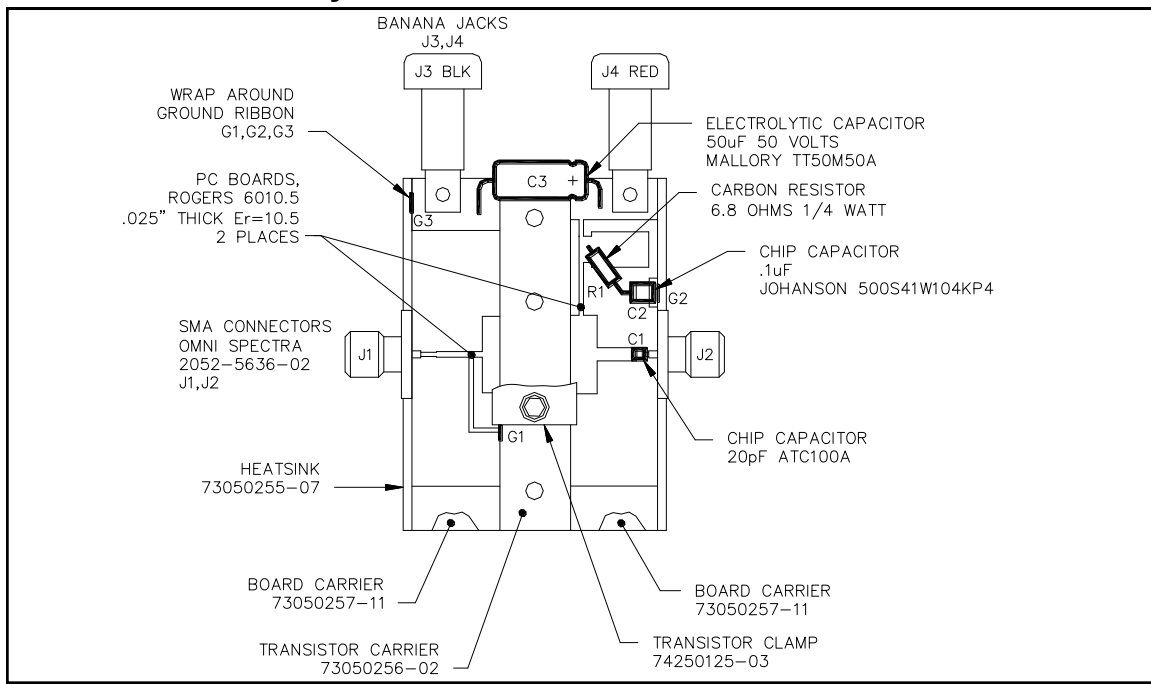 BANANA JACKS
J3,J4
J3 BLK
J4 RED
WRAP AROUND
GROUND RIBBON
G1,G2,G3
ELECTROLYTIC CAPACITOR
50uF 50 VOLTS
MALLORY TT50M50A
C3 +
PC BOARDS,
ROGERS 6010.5
.025" THICK Er=10.5
2 PLACES
CARBON RESISTOR
6.8 OHMS 1/4 WATT
G3
CHIP CAPACITOR
.1uF
JOHANSON 500S41W104KP4
R1
G2
C2
SMA CONNECTORS
OMNI SPECTRA
2052-5636-02
J1,J2
C1
J1
J2
G1
CHIP CAPACITOR
20pF ATC100A
HEATSINK
73050255-07
BOARD CARRIER
73050257-11
BOARD CARRIER
73050257-11
TRANSISTOR CARRIER
73050256-02
TRANSISTOR CLAMP
74250125-03